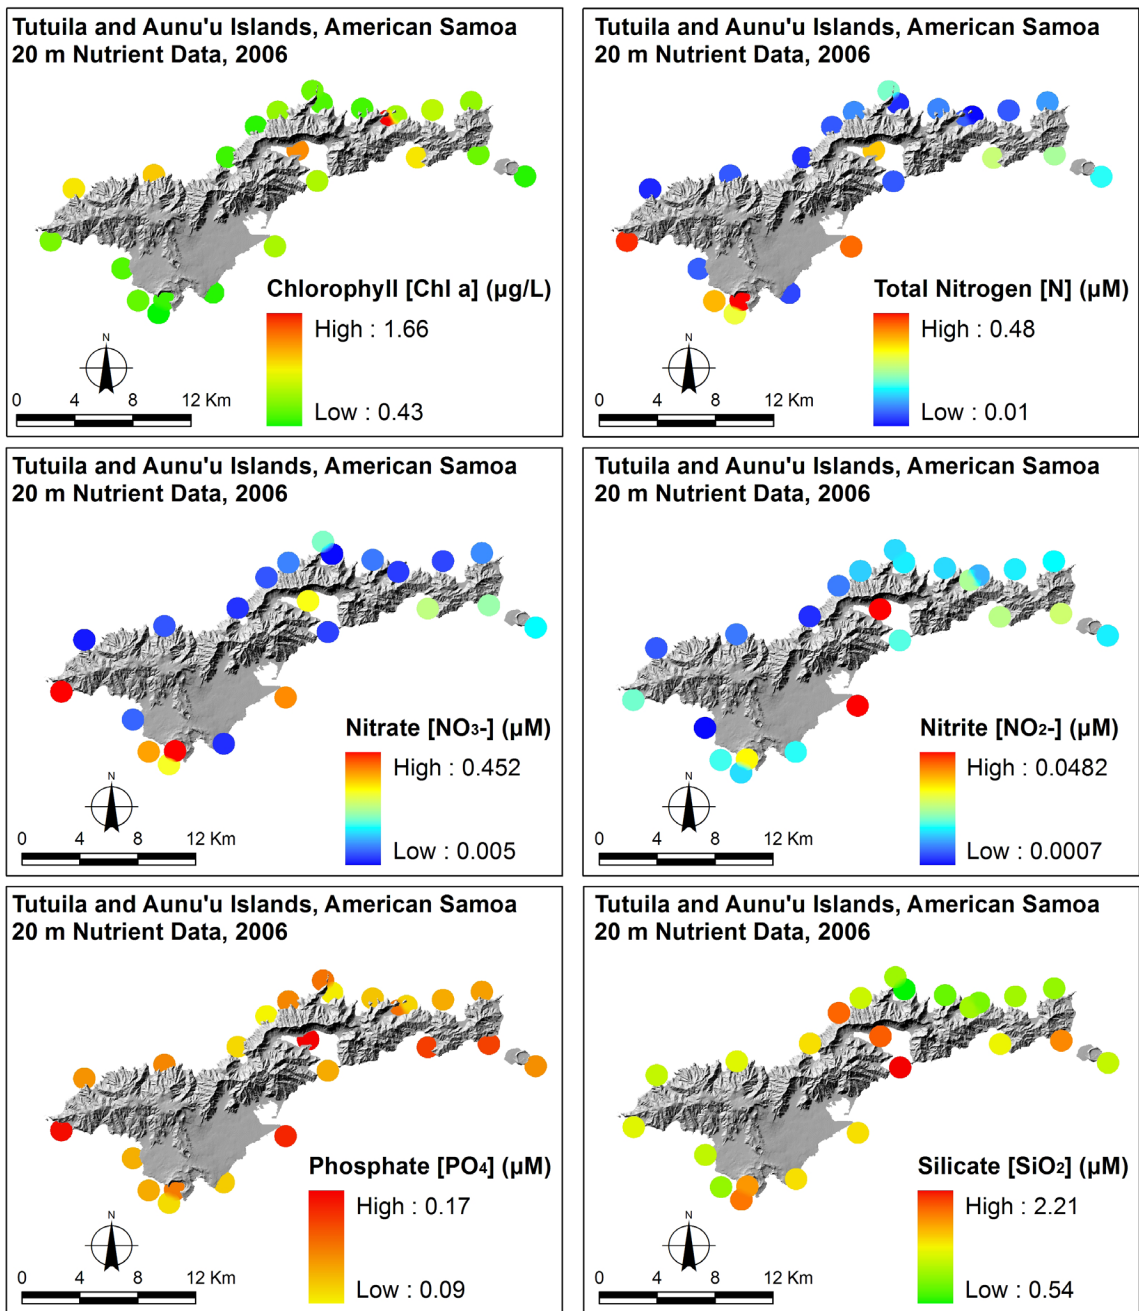 Tutuila and Aunu'u Islands, American Samoa
20 m Nutrient Data, 2006
Chlorophyll [Chl a] (µg/L)
High : 1.66
Low : 0.43
N
0 4 8 12 Km
Tutuila and Aunu'u Islands, American Samoa
20 m Nutrient Data, 2006
Total Nitrogen [N] (µM)
High : 0.48
Low : 0.01
N
0 4 8 12 Km
Tutuila and Aunu'u Islands, American Samoa
20 m Nutrient Data, 2006
Nitrate [NO3-] (µM)
High : 0.452
Low : 0.005
N
0 4 8 12 Km
Tutuila and Aunu'u Islands, American Samoa
20 m Nutrient Data, 2006
Nitrite [NO2-] (µM)
High : 0.0482
Low : 0.0007
N
0 4 8 12 Km
Tutuila and Aunu'u Islands, American Samoa
20 m Nutrient Data, 2006
Phosphate [PO4] (µM)
High : 0.17
Low : 0.09
N
0 4 8 12 Km
Tutuila and Aunu'u Islands, American Samoa
20 m Nutrient Data, 2006
Silicate [SiO2] (µM)
High : 2.21
Low : 0.54
N
0 4 8 12 Km